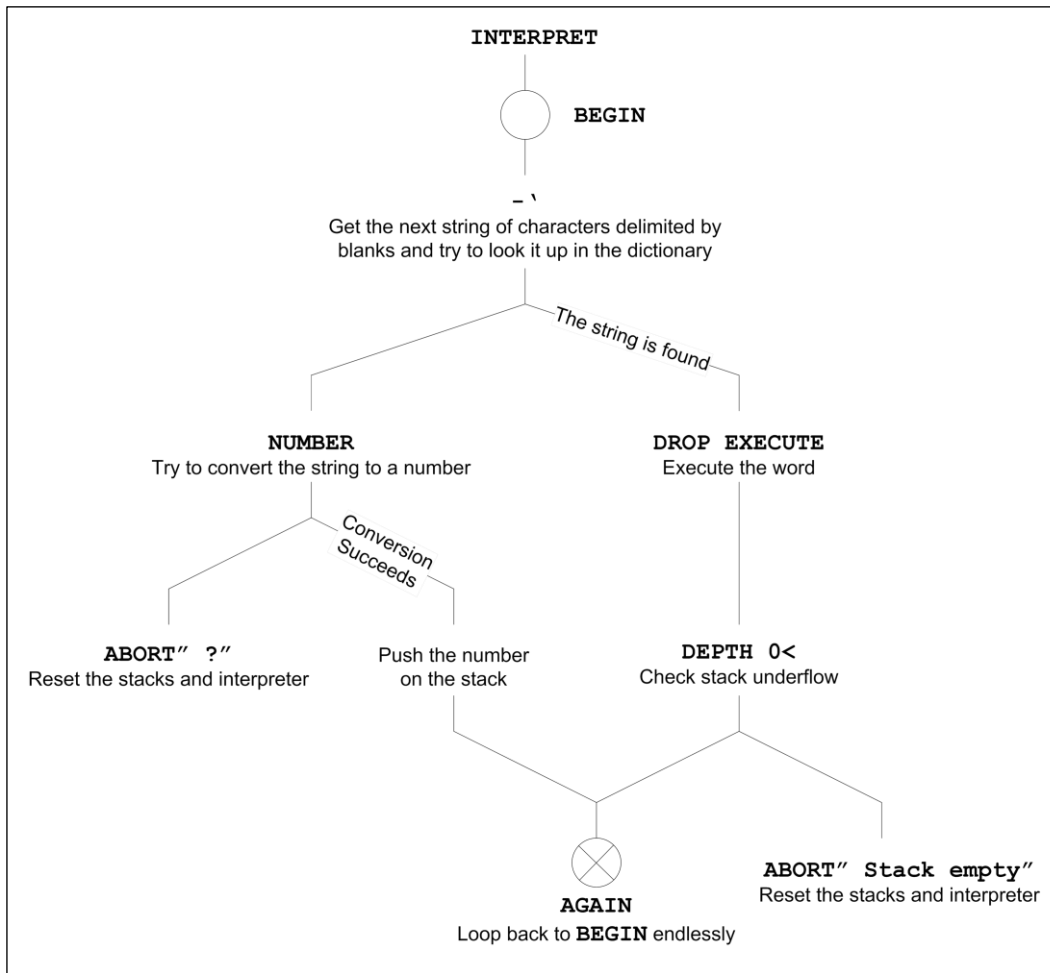 INTERPRET
BEGIN
-‵
Get the next string of characters delimited by
blanks and try to look it up in the dictionary
The string is found
NUMBER
Try to convert the string to a number
DROP EXECUTE
Execute the word
Conversion
Succeeds
ABORT″ ?″
Reset the stacks and interpreter
Push the number
on the stack
DEPTH 0<
Check stack underflow
ABORT″ Stack empty″
Reset the stacks and interpreter
AGAIN
Loop back to BEGIN endlessly